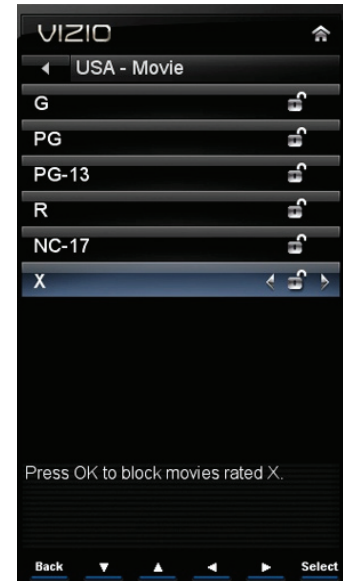 VIZIO
USA - Movie
G
PG
PG-13
R
NC-17
X
Press OK to block movies rated X.
Back Select